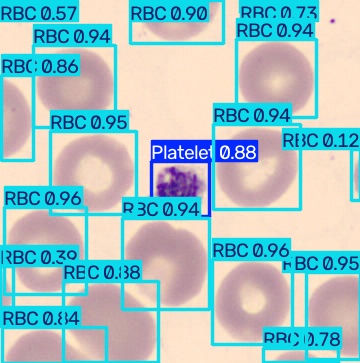 RBC 0.57
RBC 0.90
RBC 0.73
RBC 0.94
RBC 0.94
RBC 0.86
RBC 0.95
RBC 0.94
RBC 0.12
Platelet 0.88
RBC 0.96
RBC 0.94
RBC 0.39
RBC 0.88
RBC 0.96
RBC 0.95
RBC 0.84
RBC 0.78